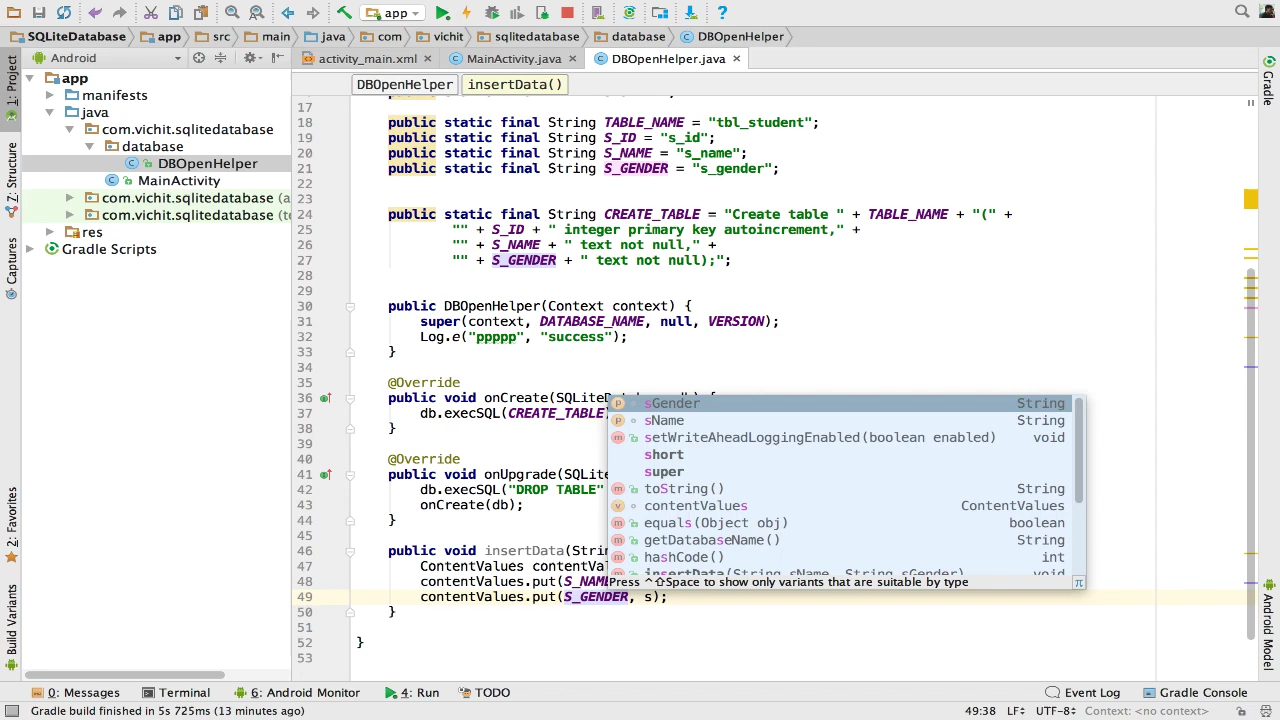 app
SQLiteDatabase app src main java com vichit sqlitedatabase database DBOpenHelper
Android
activity_main.xml MainActivity.java DBOpenHelper.java
DBOpenHelper insertData()
1: Project
Z: Structure
Captures
2: Favorites
Build Variants
app
manifests
java
com.vichit.sqlitedatabase
database
DBOpenHelper
MainActivity
com.vichit.sqlitedatabase (a
com.vichit.sqlitedatabase (te
res
Gradle Scripts
17
18 public static final String TABLE_NAME = "tbl_student";
19 public static final String S_ID = "s_id";
20 public static final String S_NAME = "s_name";
21 public static final String S_GENDER = "s_gender";
22
23
24 public static final String CREATE_TABLE = "Create table " + TABLE_NAME + "(" +
25 "" + S_ID + " integer primary key autoincrement," +
26 "" + S_NAME + " text not null," +
27 "" + S_GENDER + " text not null);";
28
29
30 public DBOpenHelper(Context context) {
31 super(context, DATABASE_NAME, null, VERSION);
32 Log.e("ppppp", "success");
33 }
34
35 @Override
36 public void onCreate(SQLiteD
37 db.execSQL(CREATE_TABLE)
38 }
39
40 @Override
41 public void onUpgrade(SQLite
42 db.execSQL("DROP TABLE"
43 onCreate(db);
44 }
45
46 public void insertData(Strin
47 ContentValues contentVal
48 contentValues.put(S_NAME
49 contentValues.put(S_GENDER, s);
50 }
51
52 }
53
sGender String
sName String
setWriteAheadLoggingEnabled(boolean enabled) void
short
super
toString() String
contentValues ContentValues
equals(Object obj) boolean
getDatabaseName() String
hashCode() int
insertData(String sName, String sGender) void
Press ^⇧Space to show only variants that are suitable by type π
Gradle
Android Model
0: Messages Terminal 6: Android Monitor 4: Run TODO Event Log Gradle Console
Gradle build finished in 5s 725ms (13 minutes ago) 49:38 LF UTF-8 Context: <no context>